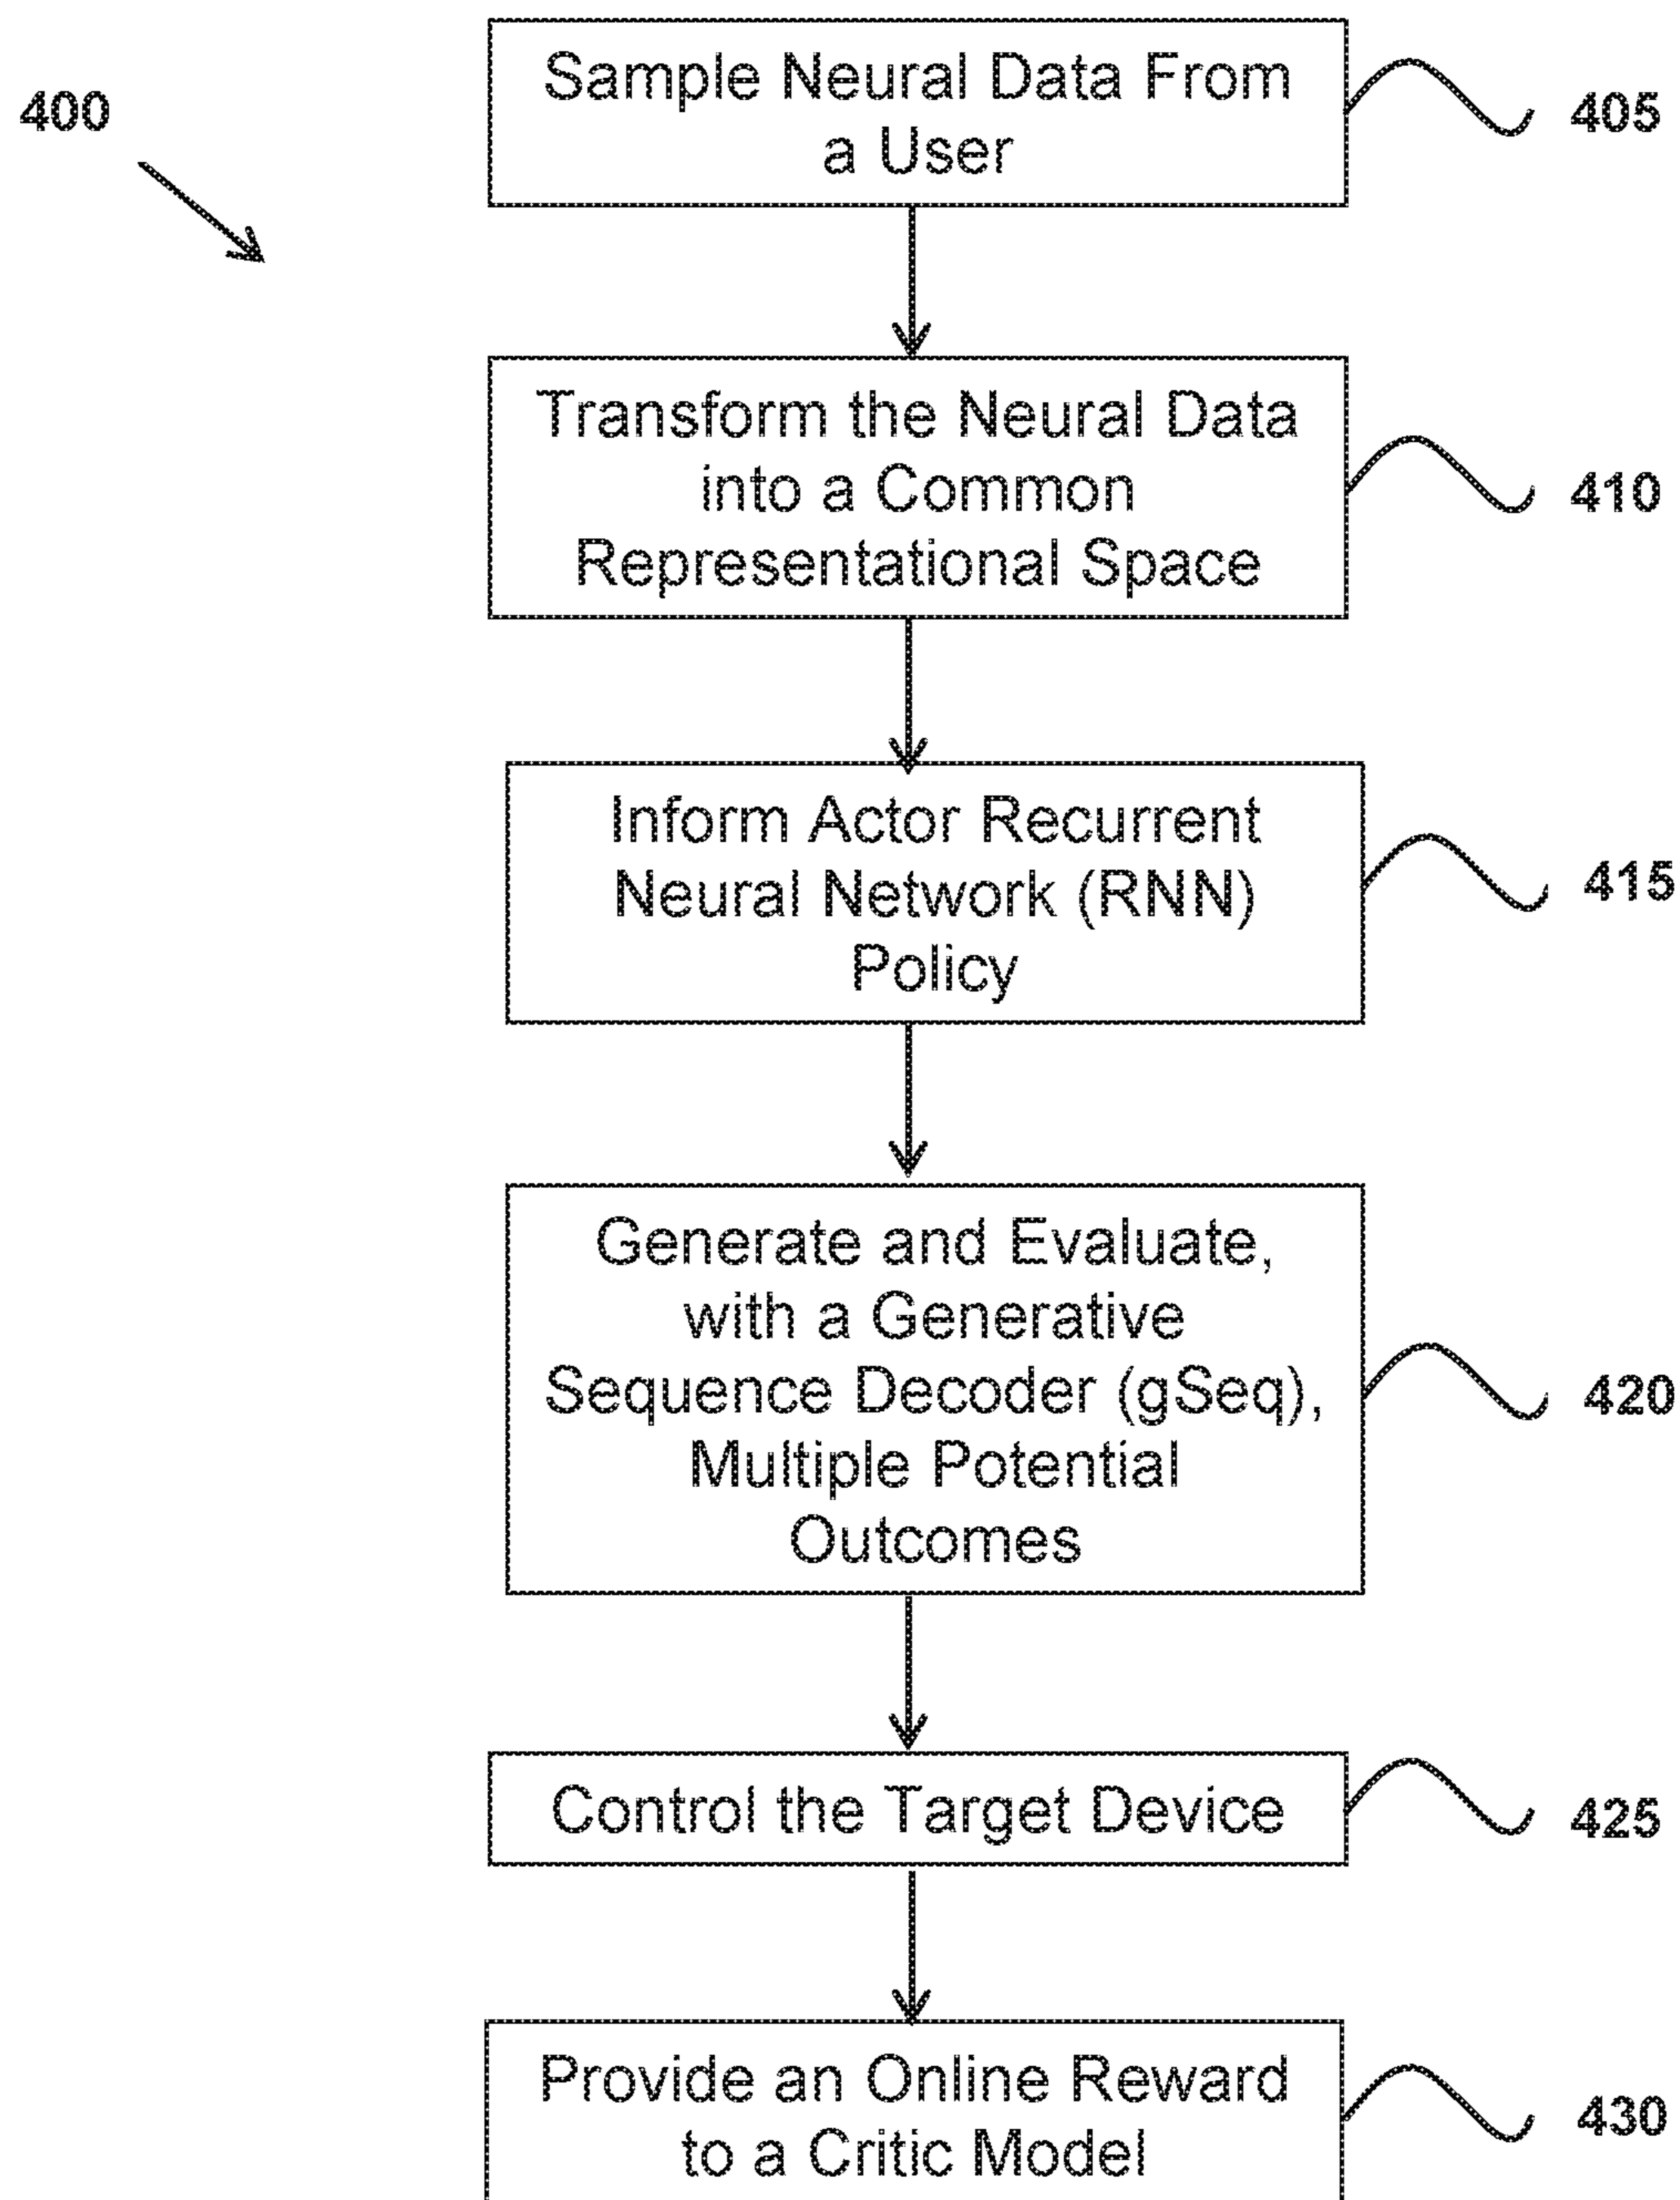 400
Sample Neural Data From
a User
405
Transform the Neural Data
into a Common
Representational Space
410
Inform Actor Recurrent
Neural Network (RNN)
Policy
415
Generate and Evaluate,
with a Generative
Sequence Decoder (gSeq),
Multiple Potential
Outcomes
420
Control the Target Device
425
Provide an Online Reward
to a Critic Model
430